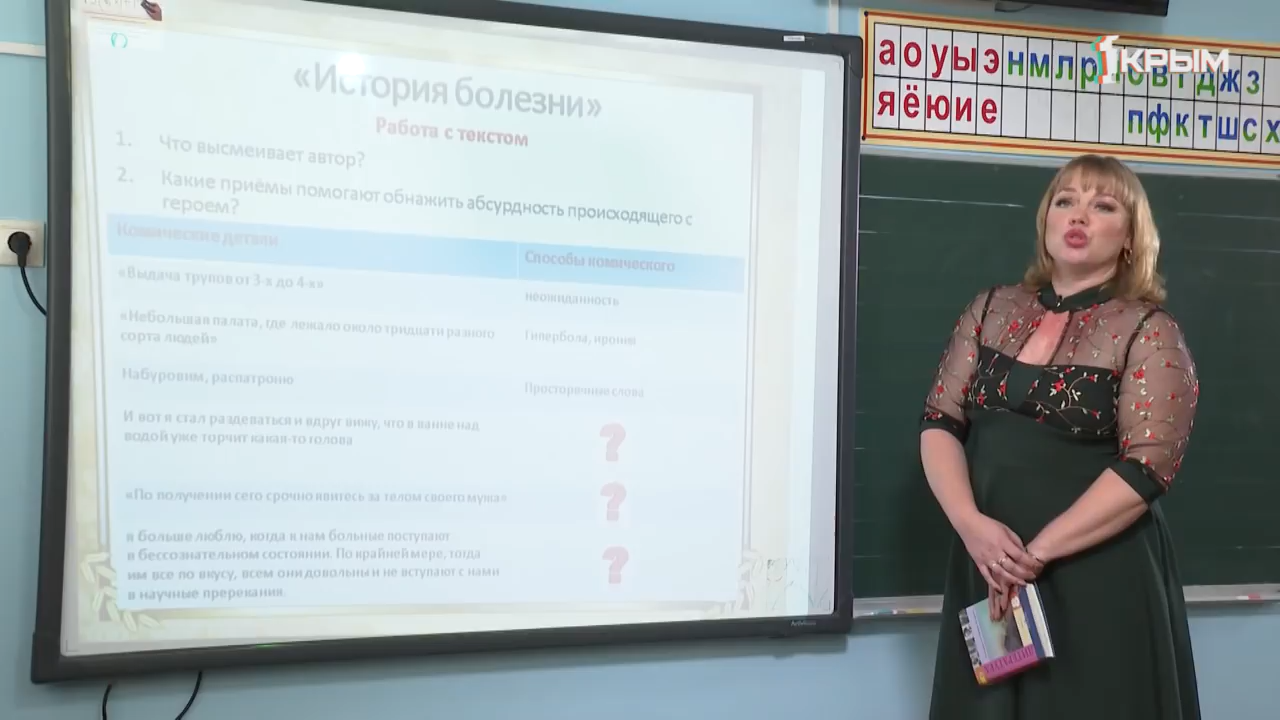 «История болезни»
Работа с текстом
1. Что высмеивает автор?
2. Какие приёмы помогают обнажить абсурдность происходящего с
героем?
Комические детали
Способы комического
«Выдача трупов от 3-х до 4-х»
неожиданность
«Небольшая палата, где лежало около тридцати разного
сорта людей»
Гипербола, ирония
Набуровим, распатроню
Просторечные слова
И вот я стал раздеваться и вдруг вижу, что в ванне над
водой уже торчит какая-то голова
?
«По получении сего срочно явитесь за телом своего мужа»
?
я больше люблю, когда к нам больные поступают
в бессознательном состоянии. По крайней мере, тогда
им все по вкусу, всем они довольны и не вступают с нами
в научные пререкания.
?
а о у ы э н м л р в г д ж з
я ё ю и е п ф к т ш с х
1 КРЫМ
ЛИТЕРАТУРА